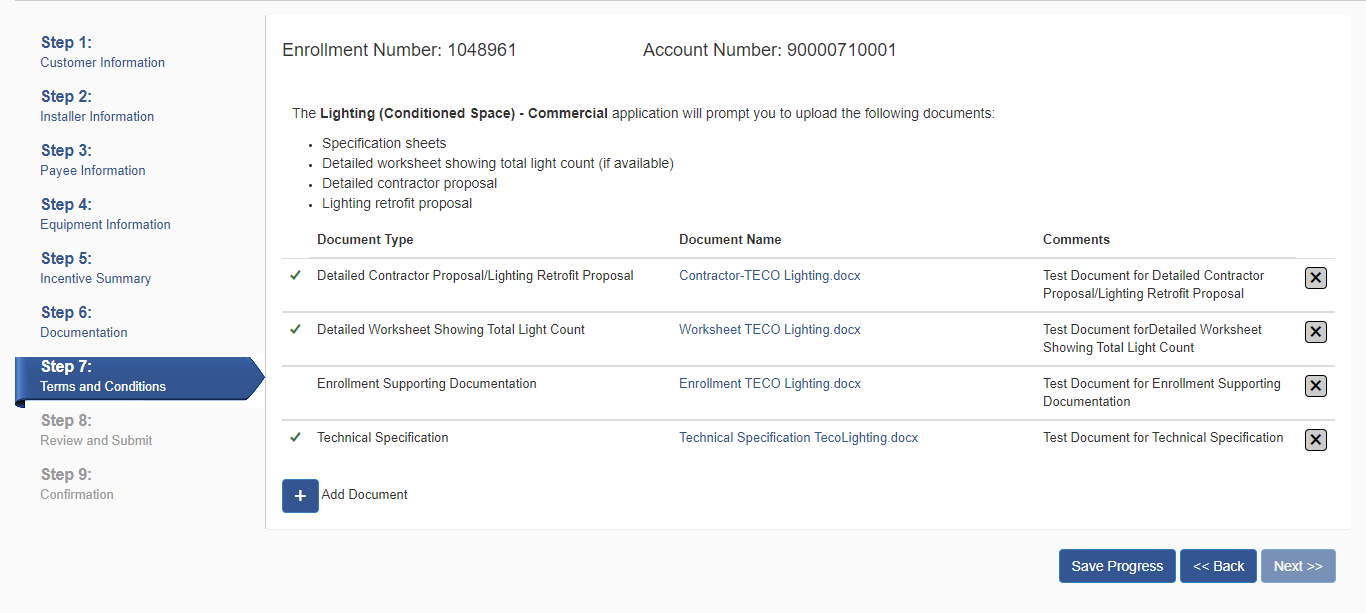 Step 1:
Customer Information
Step 2:
Installer Information
Step 3:
Payee Information
Step 4:
Equipment Information
Step 5:
Incentive Summary
Step 6:
Documentation
Step 7:
Terms and Conditions
Step 8:
Review and Submit
Step 9:
Confirmation
Enrollment Number: 1048961 Account Number: 90000710001
The Lighting (Conditioned Space) - Commercial application will prompt you to upload the following documents:
• Specification sheets
• Detailed worksheet showing total light count (if available)
• Detailed contractor proposal
• Lighting retrofit proposal
Document Type Document Name Comments
Detailed Contractor Proposal/Lighting Retrofit Proposal Contractor-TECO Lighting.docx Test Document for Detailed Contractor
Proposal/Lighting Retrofit Proposal
Detailed Worksheet Showing Total Light Count Worksheet TECO Lighting.docx Test Document forDetailed Worksheet
Showing Total Light Count
Enrollment Supporting Documentation Enrollment TECO Lighting.docx Test Document for Enrollment Supporting
Documentation
Technical Specification Technical Specification TecoLighting.docx Test Document for Technical Specification
+ Add Document
Save Progress << Back Next >>